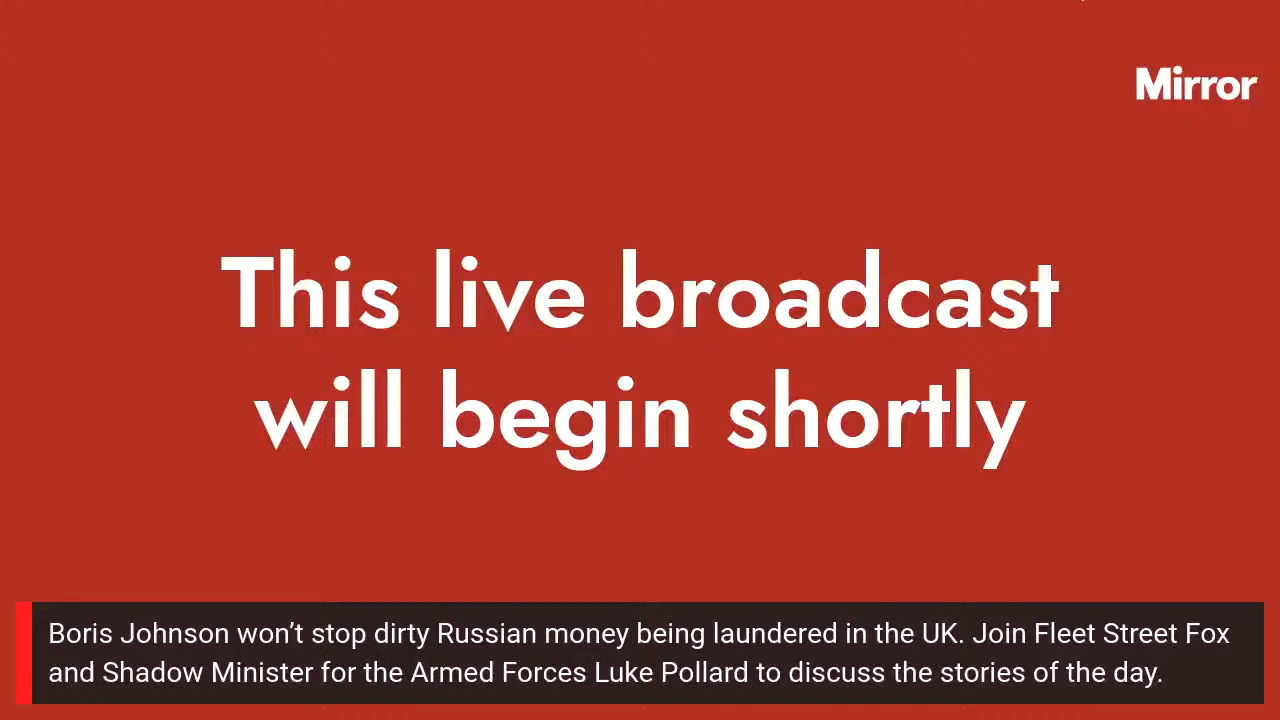 Mirror
This live broadcast
will begin shortly
Boris Johnson won’t stop dirty Russian money being laundered in the UK. Join Fleet Street Fox
and Shadow Minister for the Armed Forces Luke Pollard to discuss the stories of the day.